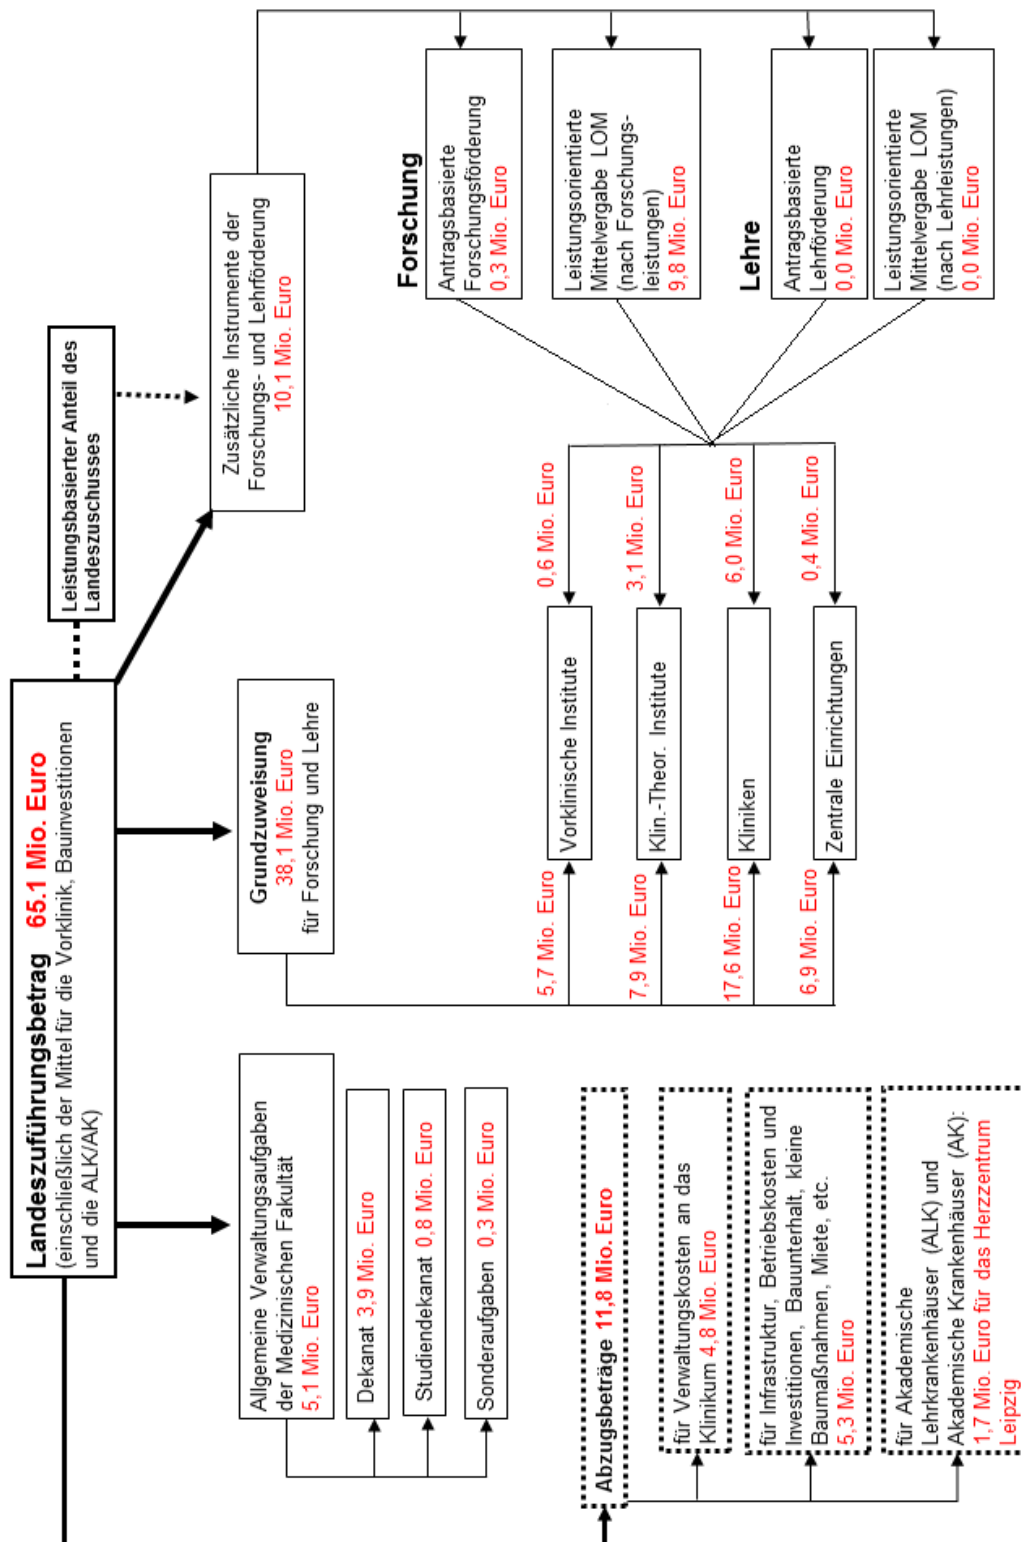 Landeszuführungsbetrag 65.1 Mio. Euro
(einschließlich der Mittel für die Vorklinik, Bauinvestitionen
und die ALK/AK)
Leistungsbasierter Anteil des
Landeszuschusses
Allgemeine Verwaltungsaufgaben
der Medizinischen Fakultät
5,1 Mio. Euro
Dekanat 3,9 Mio. Euro
Studiendekanat 0,8 Mio. Euro
Sonderaufgaben 0,3 Mio. Euro
Grundzuweisung
38,1 Mio. Euro
für Forschung und Lehre
Zusätzliche Instrumente der
Forschungs- und Lehrförderung
10,1 Mio. Euro
Abzugsbeträge 11,8 Mio. Euro
für Verwaltungskosten an das
Klinikum 4,8 Mio. Euro
für Infrastruktur, Betriebskosten und
Investitionen, Bauunterhalt, kleine
Baumaßnahmen, Miete, etc.
5,3 Mio. Euro
für Akademische
Lehrkrankenhäuser (ALK) und
Akademische Krankenhäuser (AK):
1,7 Mio. Euro für das Herzzentrum
Leipzig
5,7 Mio. Euro
Vorklinische Institute
0,6 Mio. Euro
7,9 Mio. Euro
Klin.-Theor. Institute
3,1 Mio. Euro
17,6 Mio. Euro
Kliniken
6,0 Mio. Euro
6,9 Mio. Euro
Zentrale Einrichtungen
0,4 Mio. Euro
Forschung
Antragsbasierte
Forschungsförderung
0,3 Mio. Euro
Leistungsorientierte
Mittelvergabe LOM
(nach Forschungs-
leistungen)
9,8 Mio. Euro
Lehre
Antragsbasierte
Lehrförderung
0,0 Mio. Euro
Leistungsorientierte
Mittelvergabe LOM
(nach Lehrleistungen)
0,0 Mio. Euro